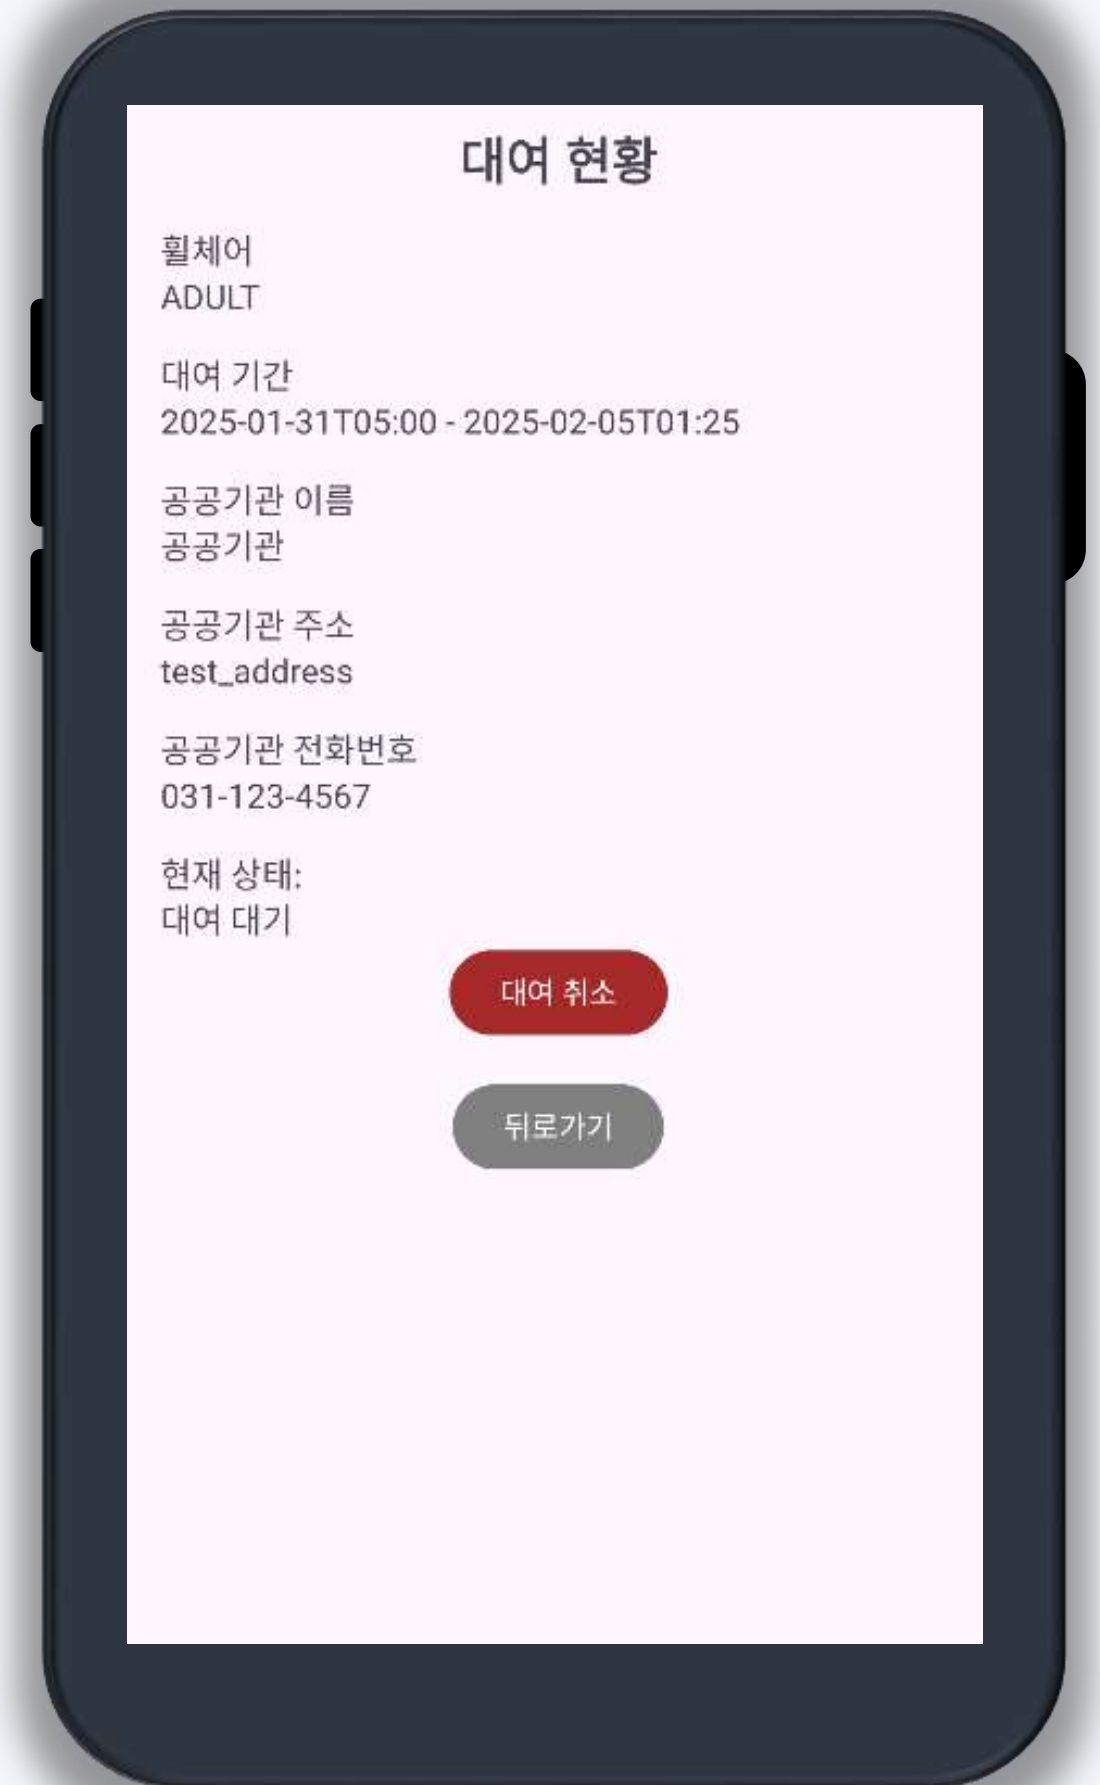 대여 현황
휠체어
ADULT
대여 기간
2025-01-31T05:00 - 2025-02-05T01:25
공공기관 이름
공공기관
공공기관 주소
test_address
공공기관 전화번호
031-123-4567
현재 상태:
대여 대기
대여 취소
뒤로가기